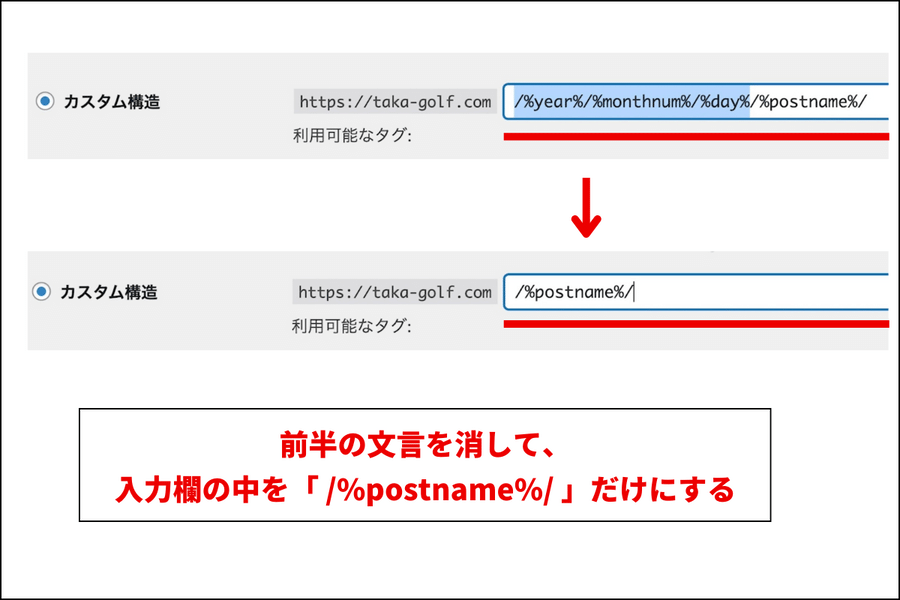 カスタム構造 https://taka-golf.com /%year%/%monthnum%/%day%/%postname%/
利用可能なタグ:
カスタム構造 https://taka-golf.com /%postname%/
利用可能なタグ:
前半の文言を消して、
入力欄の中を「 /%postname%/ 」だけにする